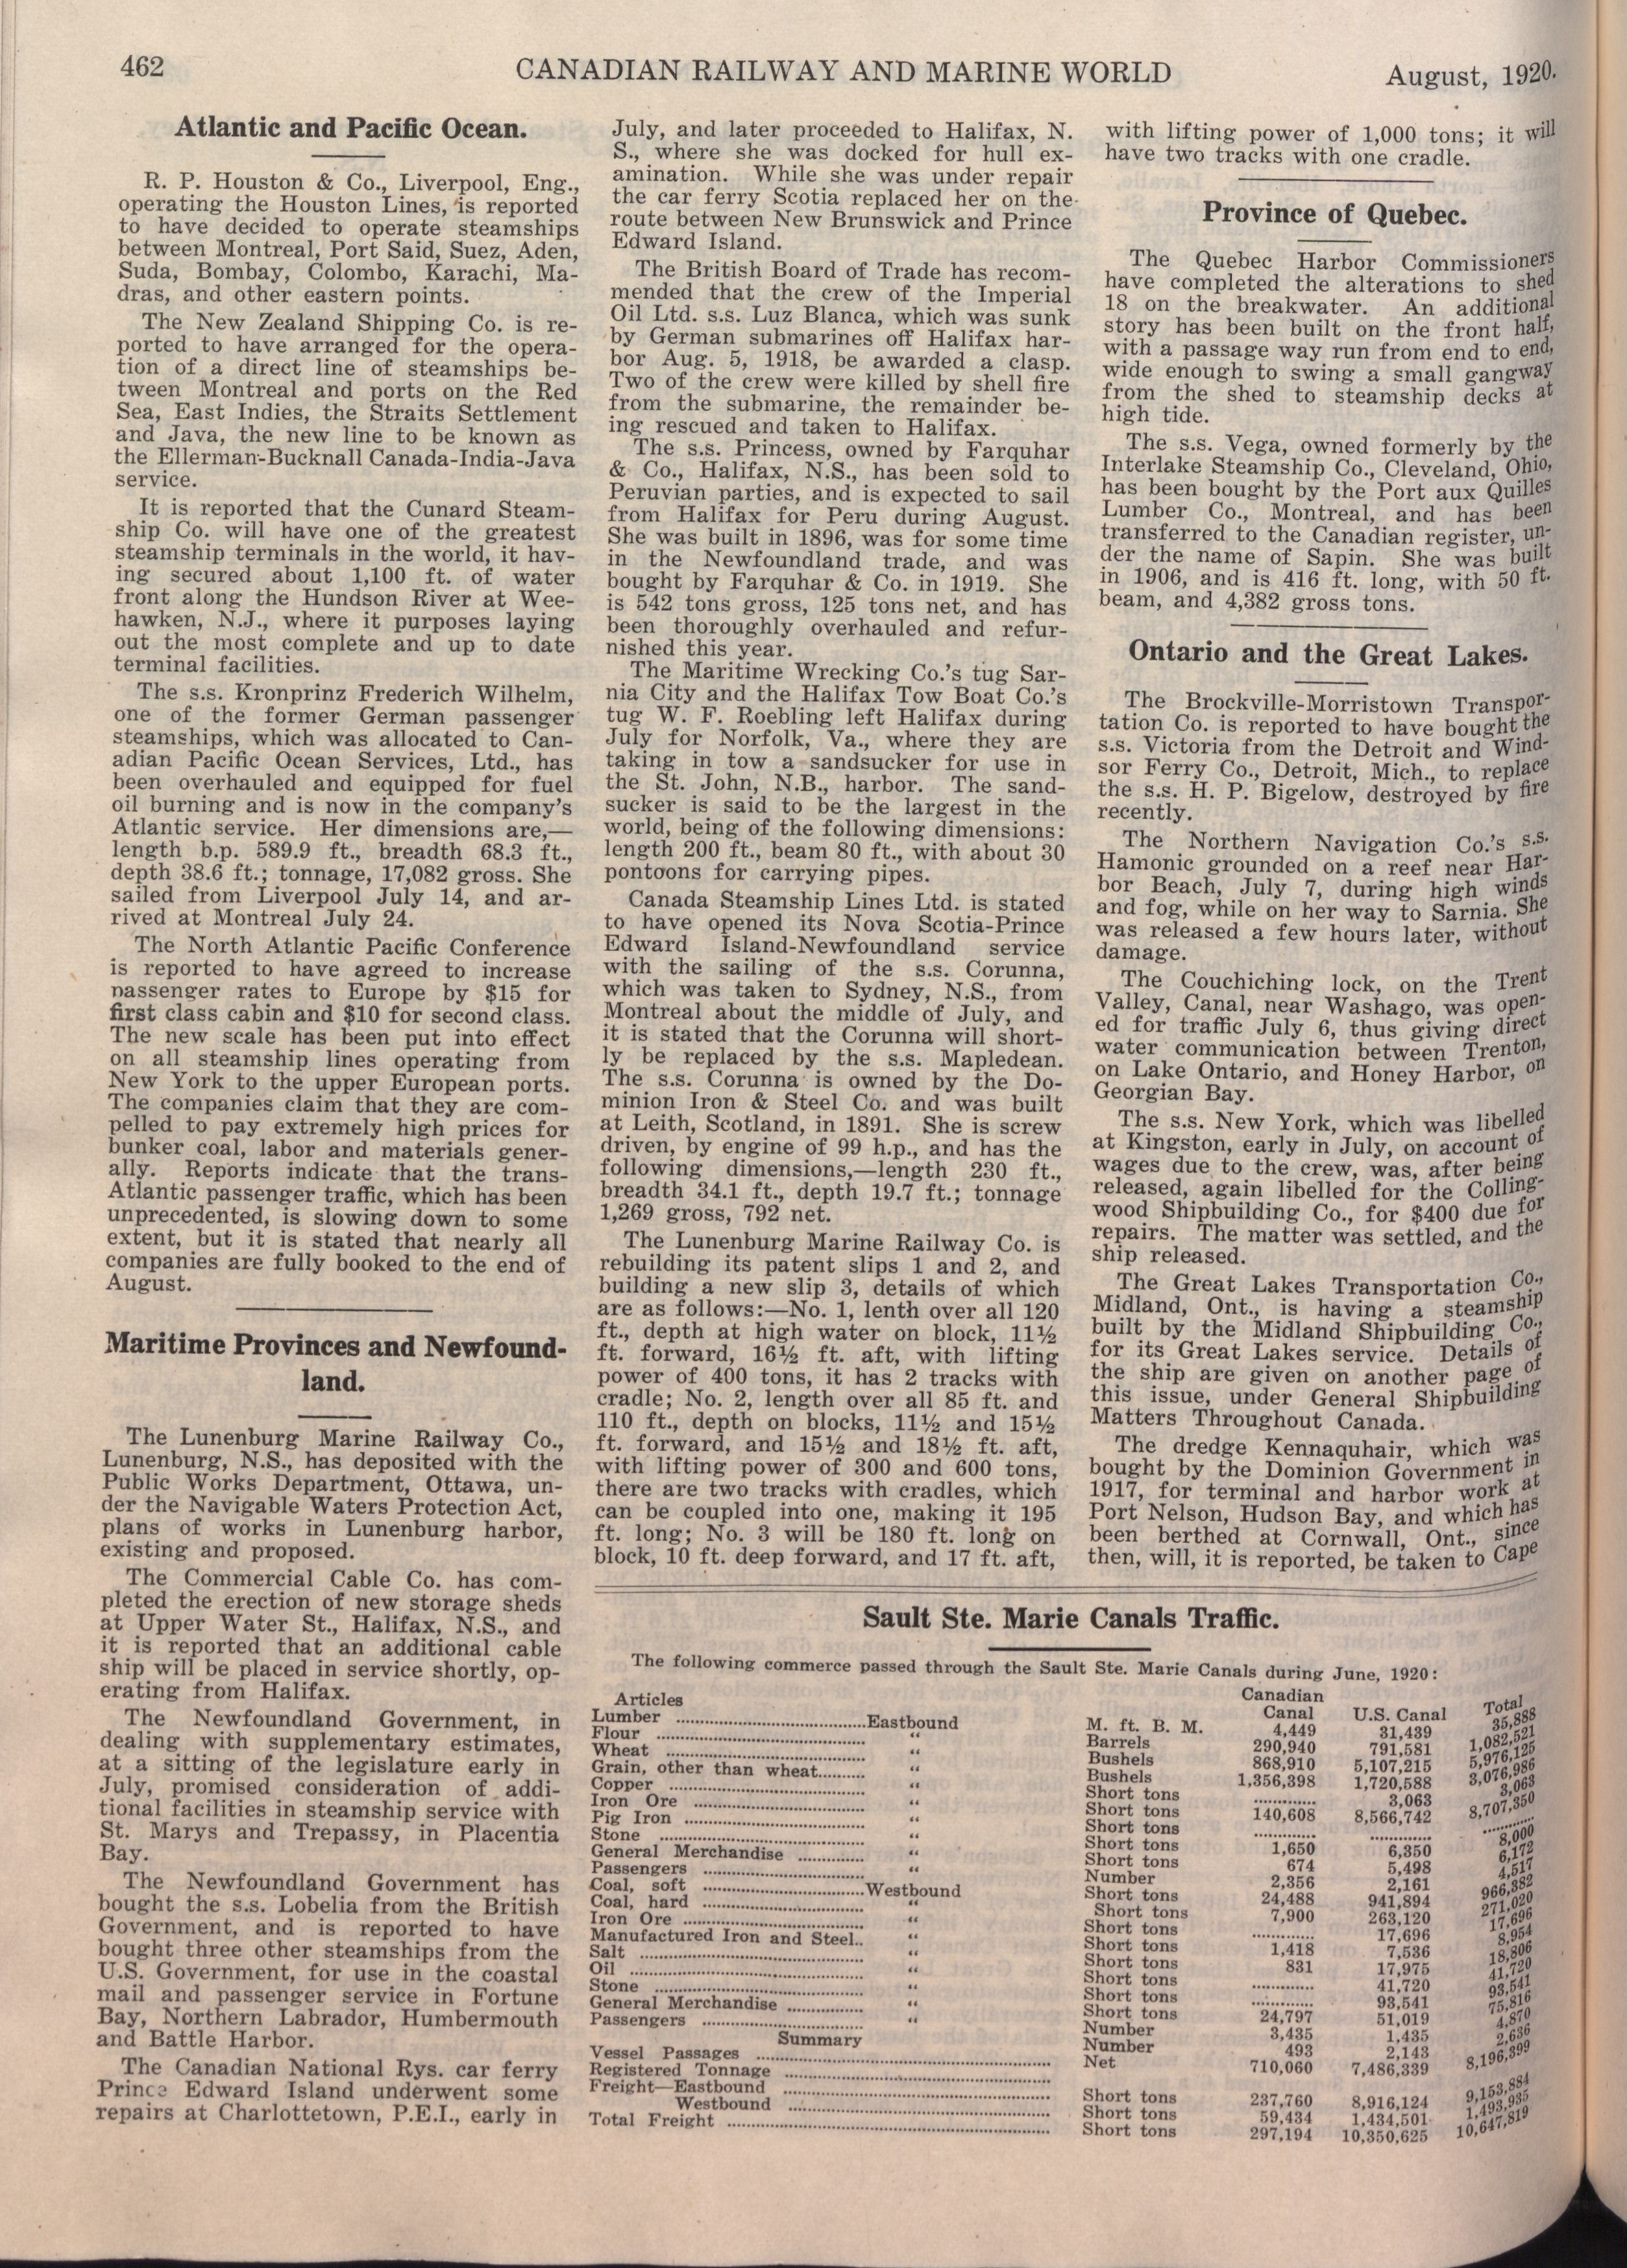 462
CANADIAN RAILWAY AND MARINE WORLD
August, 1920.
Atlantic and Pacific Ocean.
R. P. Houston & Co., Liverpool, Eng.,
operating the Houston Lines, is reported
to have decided to operate steamships
between Montreal, Port Said, Suez, Aden,
Suda, Bombay, Colombo, Karachi, Ma-
dras, and other eastern points.
The New Zealand Shipping Co. is re-
ported to have arranged for the opera-
tion of a direct line of steamships be-
tween Montreal and ports on the Red
Sea, East Indies, the Straits Settlement
and Java, the new line to be known as
the Ellerman-Bucknall Canada-India-Java
service.
It is reported that the Cunard Steam-
ship Co. will have one of the greatest
steamship terminals in the world, it hav-
ing secured about 1,100 ft. of water
front along the Hundson River at Wee-
hawken, N.J., where it purposes laying
out the most complete and up to date
terminal facilities.
The s.s. Kronprinz Frederich Wilhelm,
one of the former German passenger
steamships, which was allocated to Can-
adian Pacific Ocean Services, Ltd., has
been overhauled and equipped for fuel
oil burning and is now in the company's
Atlantic service. Her dimensions are,—
length b.p. 589.9 ft., breadth 68.3 ft.,
depth 38.6 ft.; tonnage, 17,082 gross. She
sailed from Liverpool July 14, and ar-
rived at Montreal July 24.
The North Atlantic Pacific Conference
is reported to have agreed to increase
passenger rates to Europe by $15 for
first class cabin and $10 for second class.
The new scale has been put into effect
on all steamship lines operating from
New York to the upper European ports.
The companies claim that they are com-
pelled to pay extremely high prices for
bunker coal, labor and materials gener-
ally. Reports indicate that the trans-
Atlantic passenger traffic, which has been
unprecedented, is slowing down to some
extent, but it is stated that nearly all
companies are fully booked to the end of
August.
Maritime Provinces and Newfound-
land.
The Lunenburg Marine Railway Co.,
Lunenburg, N.S., has deposited with the
Public Works Department, Ottawa, un-
der the Navigable Waters Protection Act,
plans of works in Lunenburg harbor,
existing and proposed.
The Commercial Cable Co. has com-
pleted the erection of new storage sheds
at Upper Water St., Halifax, N.S., and
it is reported that an additional cable
ship will be placed in service shortly, op-
erating from Halifax.
The Newfoundland Government, in
dealing with supplementary estimates,
at a sitting of the legislature early in
July, promised consideration of addi-
tional facilities in steamship service with
St. Marys and Trepassy, in Placentia
Bay.
The Newfoundland Government has
bought the s.s. Lobelia from the British
Government, and is reported to have
bought three other steamships from the
U.S. Government, for use in the coastal
mail and passenger service in Fortune
Bay, Northern Labrador, Humbermouth
and Battle Harbor.
The Canadian National Rys. car ferry
Prince Edward Island underwent some
repairs at Charlottetown, P.E.I., early in
July, and later proceeded to Halifax, N.
S., where she was docked for hull ex-
amination. While she was under repair
the car ferry Scotia replaced her on the
route between New Brunswick and Prince
Edward Island.
The British Board of Trade has recom-
mended that the crew of the Imperial
Oil Ltd. s.s. Luz Blanca, which was sunk
by German submarines off Halifax har-
bor Aug. 5, 1918, be awarded a clasp.
Two of the crew were killed by shell fire
from the submarine, the remainder be-
ing rescued and taken to Halifax.
The s.s. Princess, owned by Farquhar
& Co., Halifax, N.S., has been sold to
Peruvian parties, and is expected to sail
from Halifax for Peru during August.
She was built in 1896, was for some time
in the Newfoundland trade, and was
bought by Farquhar & Co. in 1919. She
is 542 tons gross, 125 tons net, and has
been thoroughly overhauled and refur-
nished this year.
The Maritime Wrecking Co.'s tug Sar-
nia City and the Halifax Tow Boat Co.'s
tug W. F. Roebling left Halifax during
July for Norfolk, Va., where they are
taking in tow a sandsucker for use in
the St. John, N.B., harbor. The sand-
sucker is said to be the largest in the
world, being of the following dimensions:
length 200 ft., beam 80 ft., with about 30
pontoons for carrying pipes.
Canada Steamship Lines Ltd. is stated
to have opened its Nova Scotia-Prince
Edward Island-Newfoundland service
with the sailing of the s.s. Corunna,
which was taken to Sydney, N.S., from
Montreal about the middle of July, and
it is stated that the Corunna will short-
ly be replaced by the s.s. Mapledean.
The s.s. Corunna is owned by the Do-
minion Iron & Steel Co. and was built
at Leith, Scotland, in 1891. She is screw
driven, by engine of 99 h.p., and has the
following dimensions,—length 230 ft.,
breadth 34.1 ft., depth 19.7 ft.; tonnage
1,269 gross, 792 net.
The Lunenburg Marine Railway Co. is
rebuilding its patent slips 1 and 2, and
building a new slip 3, details of which
are as follows:—No. 1, lenth over all 120
ft., depth at high water on block, 11½
ft. forward, 16½ ft. aft, with lifting
power of 400 tons, it has 2 tracks with
cradle; No. 2, length over all 85 ft. and
110 ft., depth on blocks, 11½ and 15½
ft. forward, and 15½ and 18½ ft. aft,
with lifting power of 300 and 600 tons,
there are two tracks with cradles, which
can be coupled into one, making it 195
ft. long; No. 3 will be 180 ft. long on
block, 10 ft. deep forward, and 17 ft. aft,
with lifting power of 1,000 tons; it will
have two tracks with one cradle.
Province of Quebec.
The Quebec Harbor Commissioners
have completed the alterations to shed
18 on the breakwater. An additional
story has been built on the front half,
with a passage way run from end to end,
wide enough to swing a small gangway
from the shed to steamship decks at
high tide.
The s.s. Vega, owned formerly by the
Interlake Steamship Co., Cleveland, Ohio,
has been bought by the Port aux Quilles
Lumber Co., Montreal, and has been
transferred to the Canadian register, un-
der the name of Sapin. She was built
in 1906, and is 416 ft. long, with 50 ft.
beam, and 4,382 gross tons.
Ontario and the Great Lakes.
The Brockville-Morristown Transpor-
tation Co. is reported to have bought the
s.s. Victoria from the Detroit and Wind-
sor Ferry Co., Detroit, Mich., to replace
the s.s. H. P. Bigelow, destroyed by fire
recently.
The Northern Navigation Co.'s s.s.
Hamonic grounded on a reef near Har-
bor Beach, July 7, during high winds
and fog, while on her way to Sarnia. She
was released a few hours later, without
damage.
The Couchiching lock, on the Trent
Valley, Canal, near Washago, was open-
ed for traffic July 6, thus giving direct
water communication between Trenton,
on Lake Ontario, and Honey Harbor, on
Georgian Bay.
The s.s. New York, which was libelled
at Kingston, early in July, on account of
wages due to the crew, was, after being
released, again libelled for the Colling-
wood Shipbuilding Co., for $400 due for
repairs. The matter was settled, and the
ship released.
The Great Lakes Transportation Co.,
Midland, Ont., is having a steamship
built by the Midland Shipbuilding Co.,
for its Great Lakes service. Details of
the ship are given on another page of
this issue, under General Shipbuilding
Matters Throughout Canada.
The dredge Kennaquhair, which was
bought by the Dominion Government in
1917, for terminal and harbor work at
Port Nelson, Hudson Bay, and which has
been berthed at Cornwall, Ont., since
then, will, it is reported, be taken to Cape
Sault Ste. Marie Canals Traffic.
The following commerce passed through the Sault Ste. Marie Canals during June, 1920:
Articles Canadian Canal U.S. Canal Total
Lumber ........ Eastbound M. ft. B. M. 4,449 31,439 35,888
Flour ........ " Barrels 290,940 791,581 1,082,521
Wheat ........ " Bushels 868,910 5,107,215 5,976,125
Grain, other than wheat........ " Bushels 1,356,398 1,720,588 3,076,986
Copper ........ " Short tons ........ 3,063 3,063
Iron Ore ........ " Short tons 140,608 8,566,742 8,707,350
Pig Iron ........ " Short tons ........ ........ ........
Stone ........ " Short tons 1,650 6,350 8,000
General Merchandise ........ " Short tons 674 5,498 6,172
Passengers ........ " Number 2,356 2,161 4,517
Coal, soft ........ Westbound Short tons 24,488 941,894 966,382
Coal, hard ........ " Short tons 7,900 263,120 271,020
Iron Ore ........ " Short tons ........ 17,696 17,696
Manufactured Iron and Steel.. " Short tons 1,418 7,536 8,954
Salt ........ " Short tons 831 17,975 18,806
Oil ........ " Short tons ........ 41,720 41,720
Stone ........ " Short tons ........ 93,541 93,541
General Merchandise ........ " Short tons 24,797 51,019 75,816
Passengers ........ " Number 3,435 1,435 4,870
Summary
Vessel Passages ........ Number 493 2,143 2,636
Registered Tonnage ........ Net 710,060 7,486,339 8,196,399
Freight—Eastbound ........ Short tons 237,760 8,916,124 9,153,884
Westbound ........ Short tons 59,434 1,434,501 1,493,935
Total Freight ........ Short tons 297,194 10,350,625 10,647,819